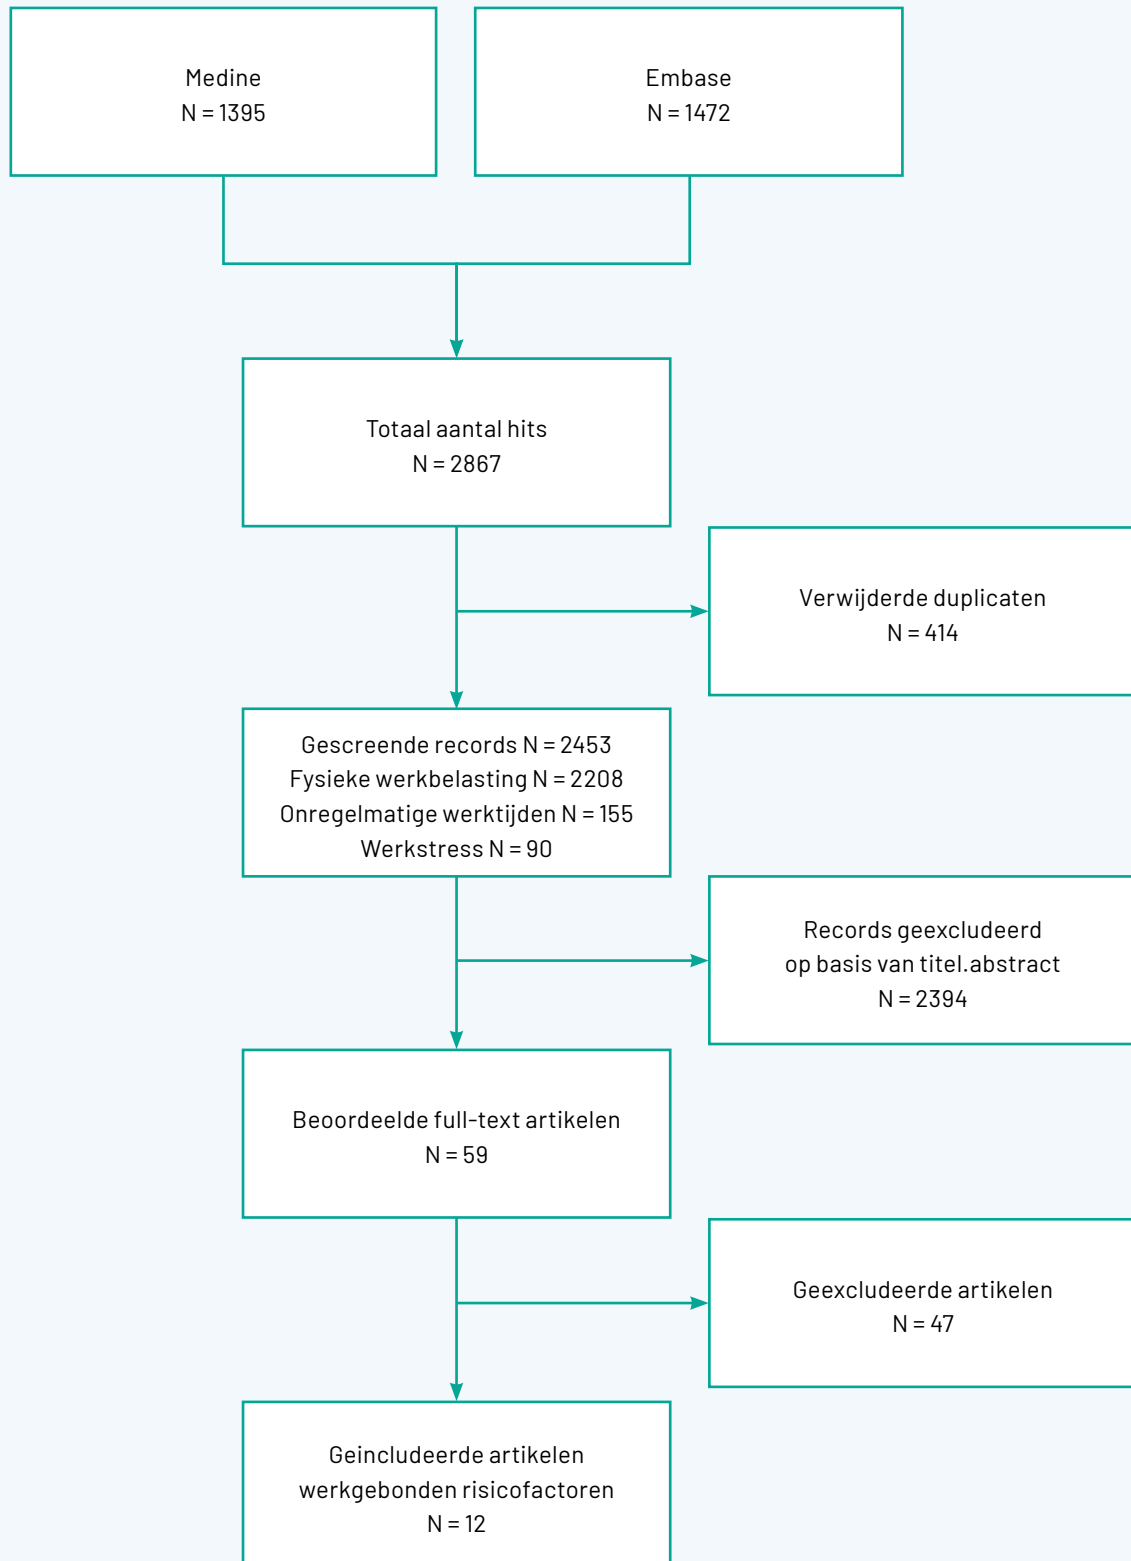 Medine
N = 1395
Embase
N = 1472
Totaal aantal hits
N = 2867
Verwijderde duplicaten
N = 414
Gescreende records N = 2453
Fysieke werkbelasting N = 2208
Onregelmatige werktijden N = 155
Werkstress N = 90
Records geexcludeerd
op basis van titel.abstract
N = 2394
Beoordeelde full-text artikelen
N = 59
Geexcludeerde artikelen
N = 47
Geincludeerde artikelen
werkgebonden risicofactoren
N = 12